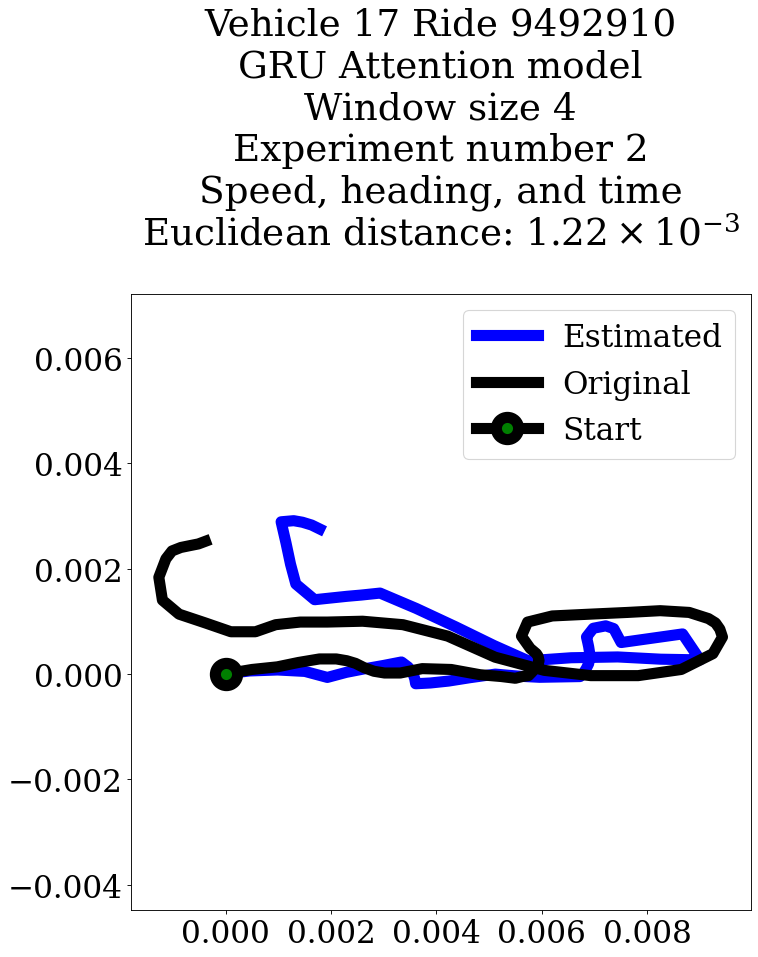 Vehicle 17 Ride 9492910
GRU Attention model
Window size 4
Experiment number 2
Speed, heading, and time
Euclidean distance: 1.22 × 10⁻³
Estimated
Original
Start
0.006
0.004
0.002
0.000
−0.002
−0.004
0.000 0.002 0.004 0.006 0.008